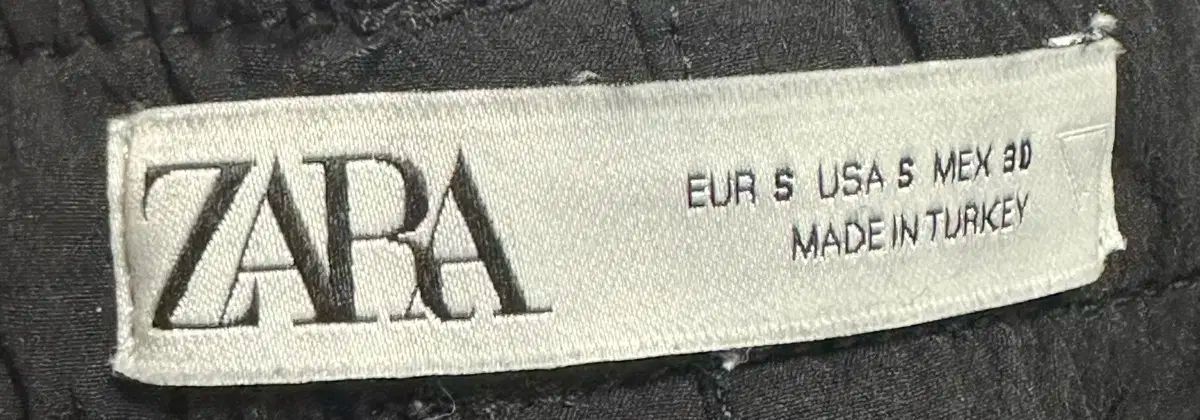 ZARA
EUR S USA S MEX 30
MADE IN TURKEY